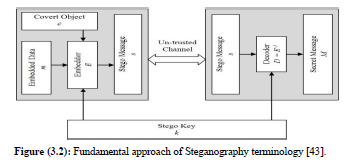 Covert Object
c
Embedded Data
m
Embedder
E
Stego Message
s
Un-trusted
Channel
Stego Message
s
Decoder
Secret Message
M
Stego Key
k
Figure (3.2): Fundamental approach of Steganography terminology [43].